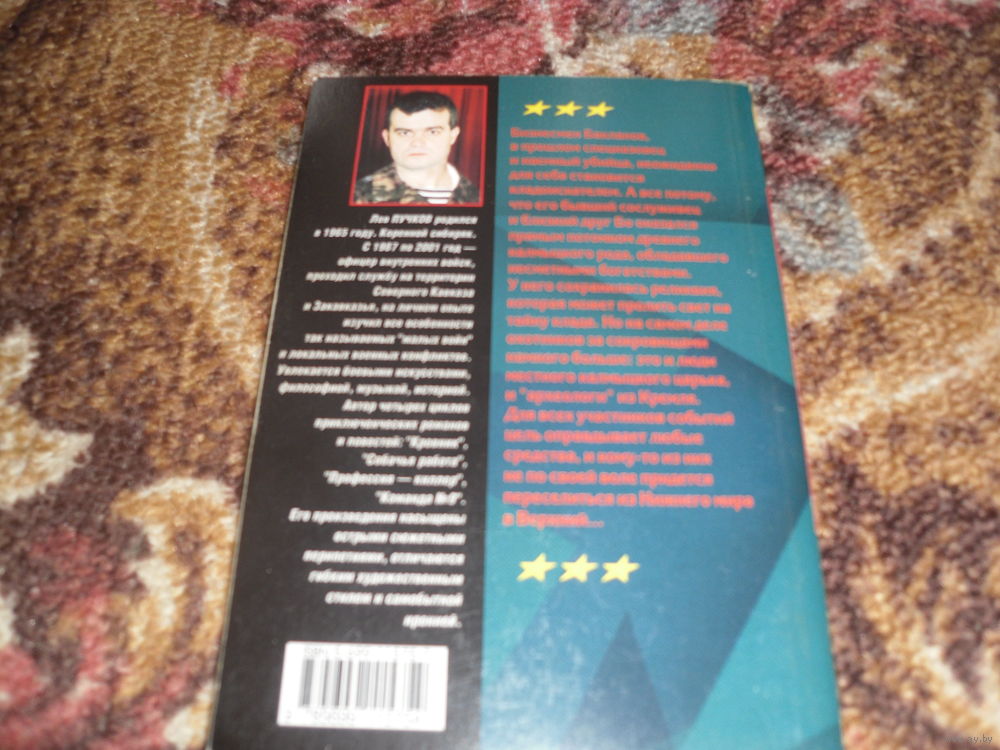 Лев ПУЧКОВ родился
в 1965 году. Коренной сибиряк.
С 1987 по 2001 год —
офицер внутренних войск,
проходил службу на территории
Северного Кавказа
и Закавказья, на личном опыте
изучил все особенности
так называемых "малых войн"
и локальных военных конфликтов.
Увлекается боевыми искусствами,
философией, музыкой, историей.
Автор четырех циклов
приключенческих романов
и повестей: "Кровник",
"Собачья работа",
"Профессия — киллер",
"Команда №9".
Его произведения насыщены
острыми сюжетными
перипетиями, отличаются
гибким художественным
стилем и самобытной
иронией.
Бизнесмен Бакланов,
в прошлом спецназовец
и военный убийца, неожиданно
для себя становится
кладоискателем. А все потому,
что его бывший сослуживец
и близкий друг Бо оказался
прямым потомком древнего
калмыцкого рода, обладавшего
несметными богатствами.
У него сохранилась реликвия,
которая может пролить свет на
тайну клада. Но на самом деле
охотников за сокровищами
намного больше: это и люди
местного калмыцкого царька,
и "археологи" из Кремля.
Для всех участников событий
цель оправдывает любые
средства, и кому-то из них
не по своей воле придется
переселиться из Нижнего мира
в Верхний...